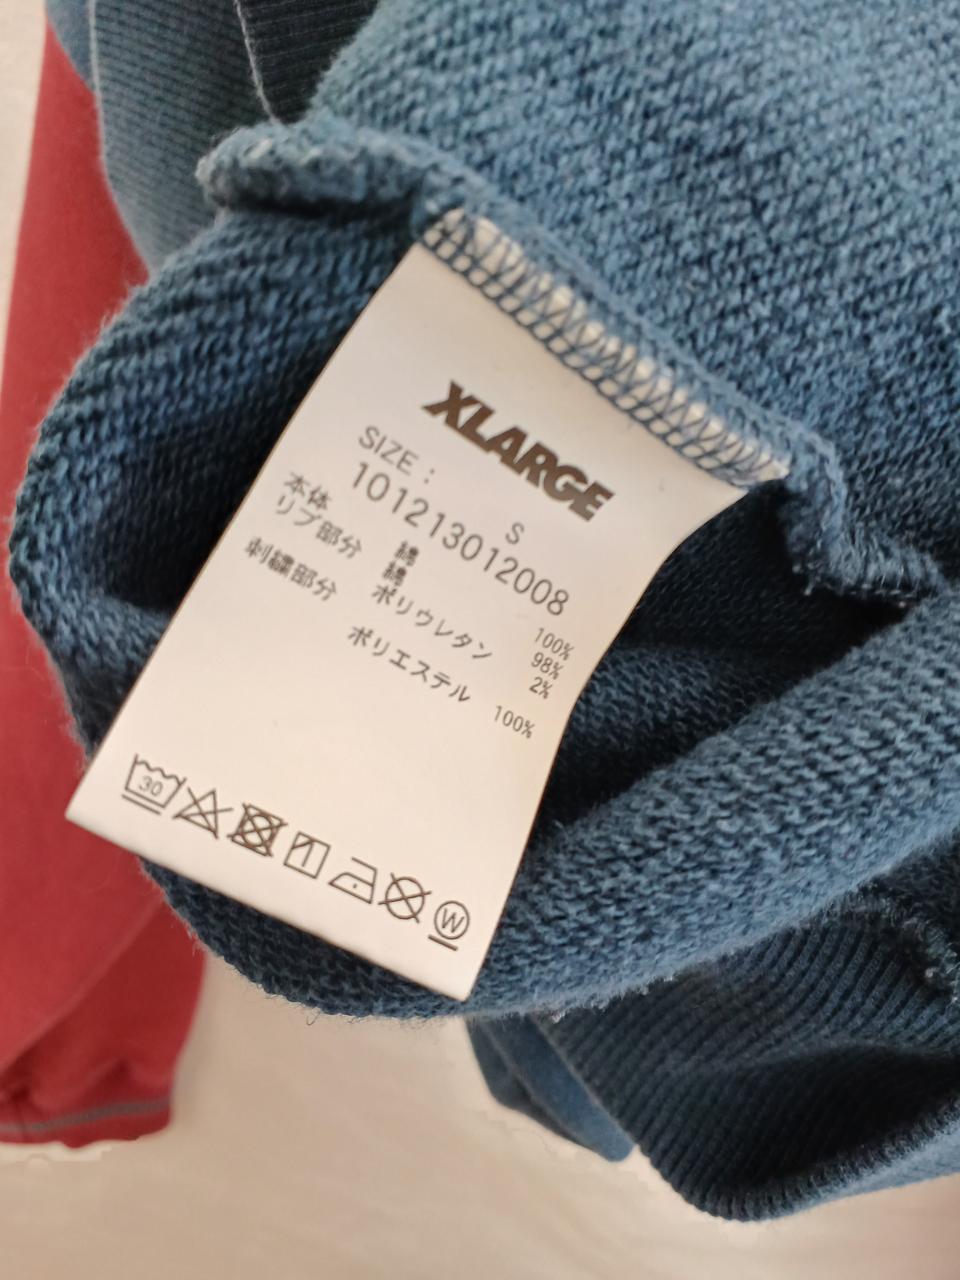 XLARGE
SIZE : S
101213012008
本体 綿 100%
リブ部分 綿 98%
ポリウレタン 2%
刺繍部分 ポリエステル 100%
30
W